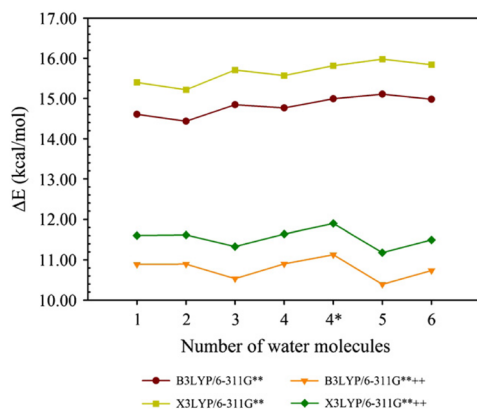 17.00
16.00
15.00
14.00
13.00
12.00
11.00
10.00
ΔE (kcal/mol)
1 2 3 4 4* 5 6
Number of water molecules
B3LYP/6-311G** B3LYP/6-311G**++
X3LYP/6-311G** X3LYP/6-311G**++